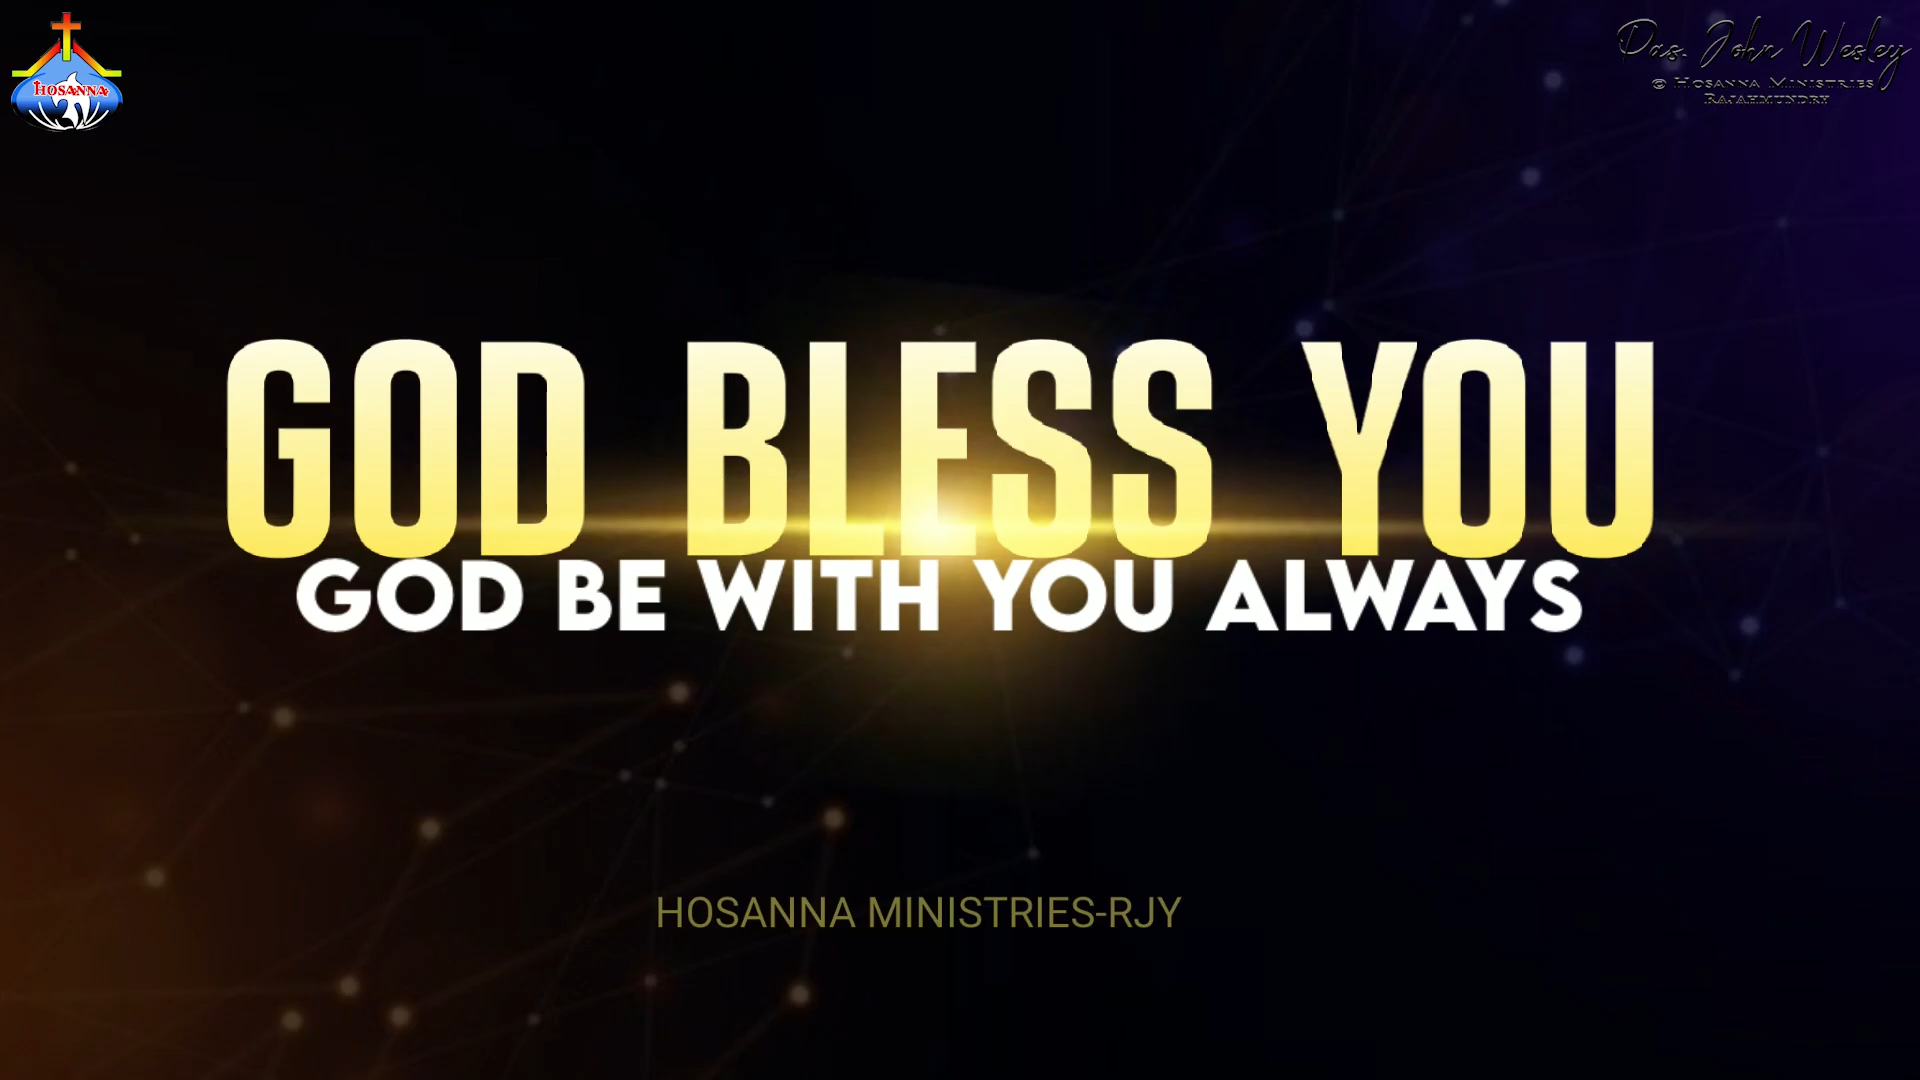 HOSANNA
Pas. John Wesley
© HOSANNA MINISTRIES
RAJAHMUNDRY
GOD BLESS YOU
GOD BE WITH YOU ALWAYS
HOSANNA MINISTRIES-RJY